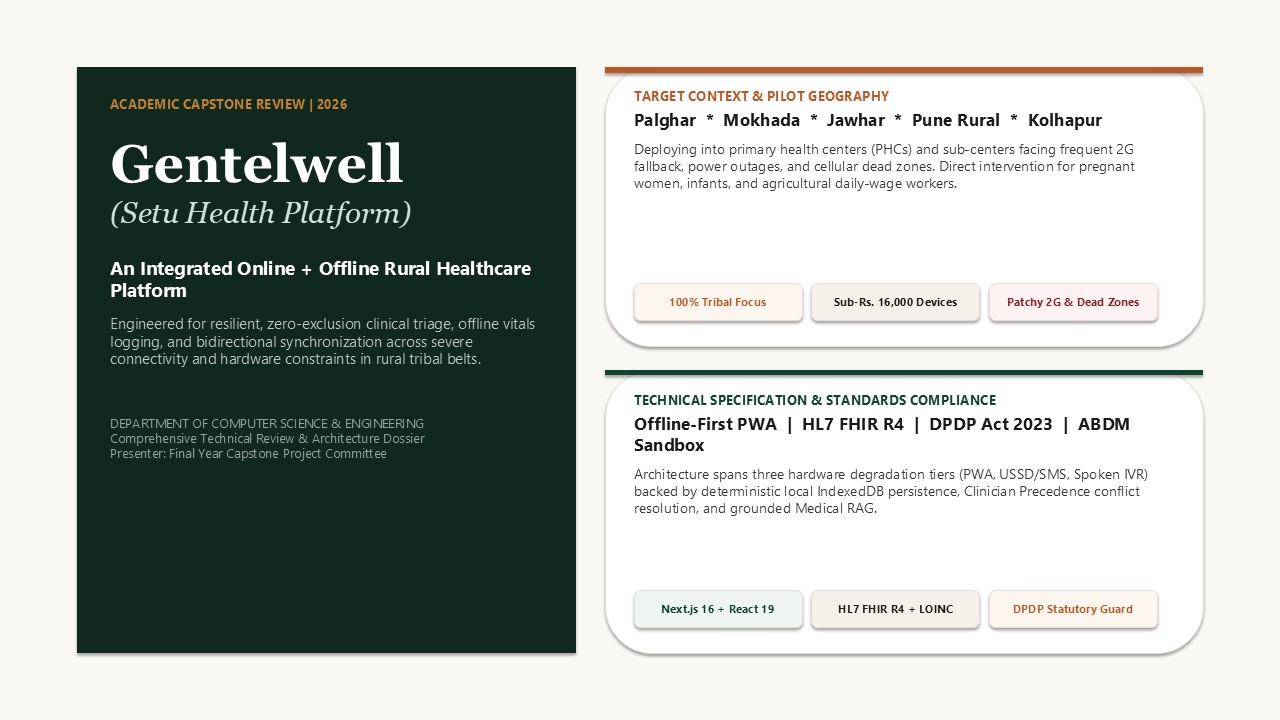 ACADEMIC CAPSTONE REVIEW | 2026
Gentelwell
(Setu Health Platform)
An Integrated Online + Offline Rural Healthcare
Platform
Engineered for resilient, zero-exclusion clinical triage, offline vitals
logging, and bidirectional synchronization across severe
connectivity and hardware constraints in rural tribal belts.
DEPARTMENT OF COMPUTER SCIENCE & ENGINEERING
Comprehensive Technical Review & Architecture Dossier
Presenter: Final Year Capstone Project Committee
TARGET CONTEXT & PILOT GEOGRAPHY
Palghar * Mokhada * Jawhar * Pune Rural * Kolhapur
Deploying into primary health centers (PHCs) and sub-centers facing frequent 2G
fallback, power outages, and cellular dead zones. Direct intervention for pregnant
women, infants, and agricultural daily-wage workers.
100% Tribal Focus
Sub-Rs. 16,000 Devices
Patchy 2G & Dead Zones
TECHNICAL SPECIFICATION & STANDARDS COMPLIANCE
Offline-First PWA | HL7 FHIR R4 | DPDP Act 2023 | ABDM
Sandbox
Architecture spans three hardware degradation tiers (PWA, USSD/SMS, Spoken IVR)
backed by deterministic local IndexedDB persistence, Clinician Precedence conflict
resolution, and grounded Medical RAG.
Next.js 16 + React 19
HL7 FHIR R4 + LOINC
DPDP Statutory Guard